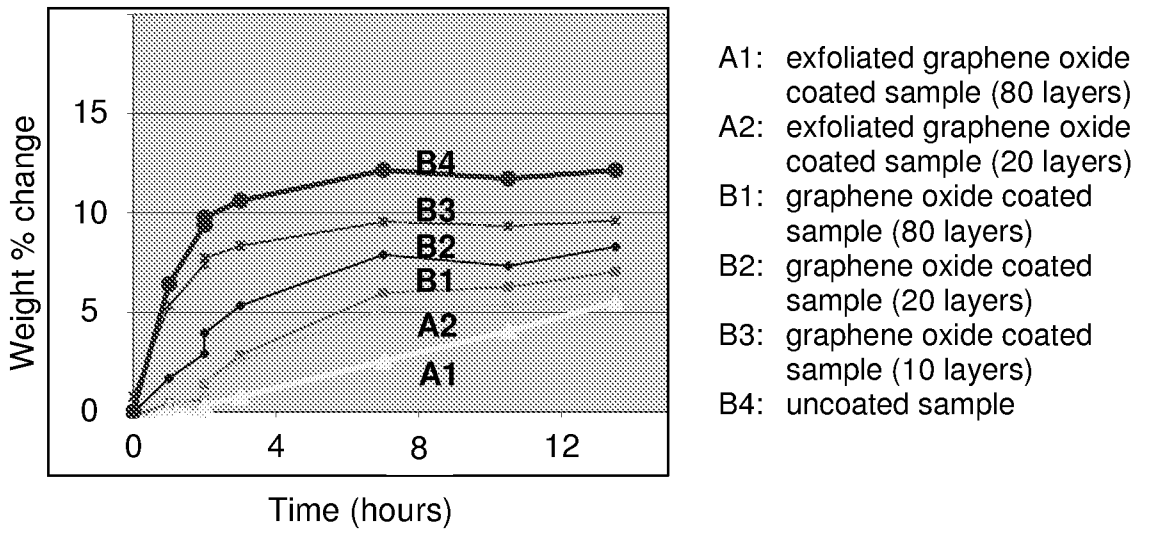 Weight % change
15
10
5
0
0 4 8 12
Time (hours)
B4
B3
B2
B1
A2
A1
A1: exfoliated graphene oxide
coated sample (80 layers)
A2: exfoliated graphene oxide
coated sample (20 layers)
B1: graphene oxide coated
sample (80 layers)
B2: graphene oxide coated
sample (20 layers)
B3: graphene oxide coated
sample (10 layers)
B4: uncoated sample